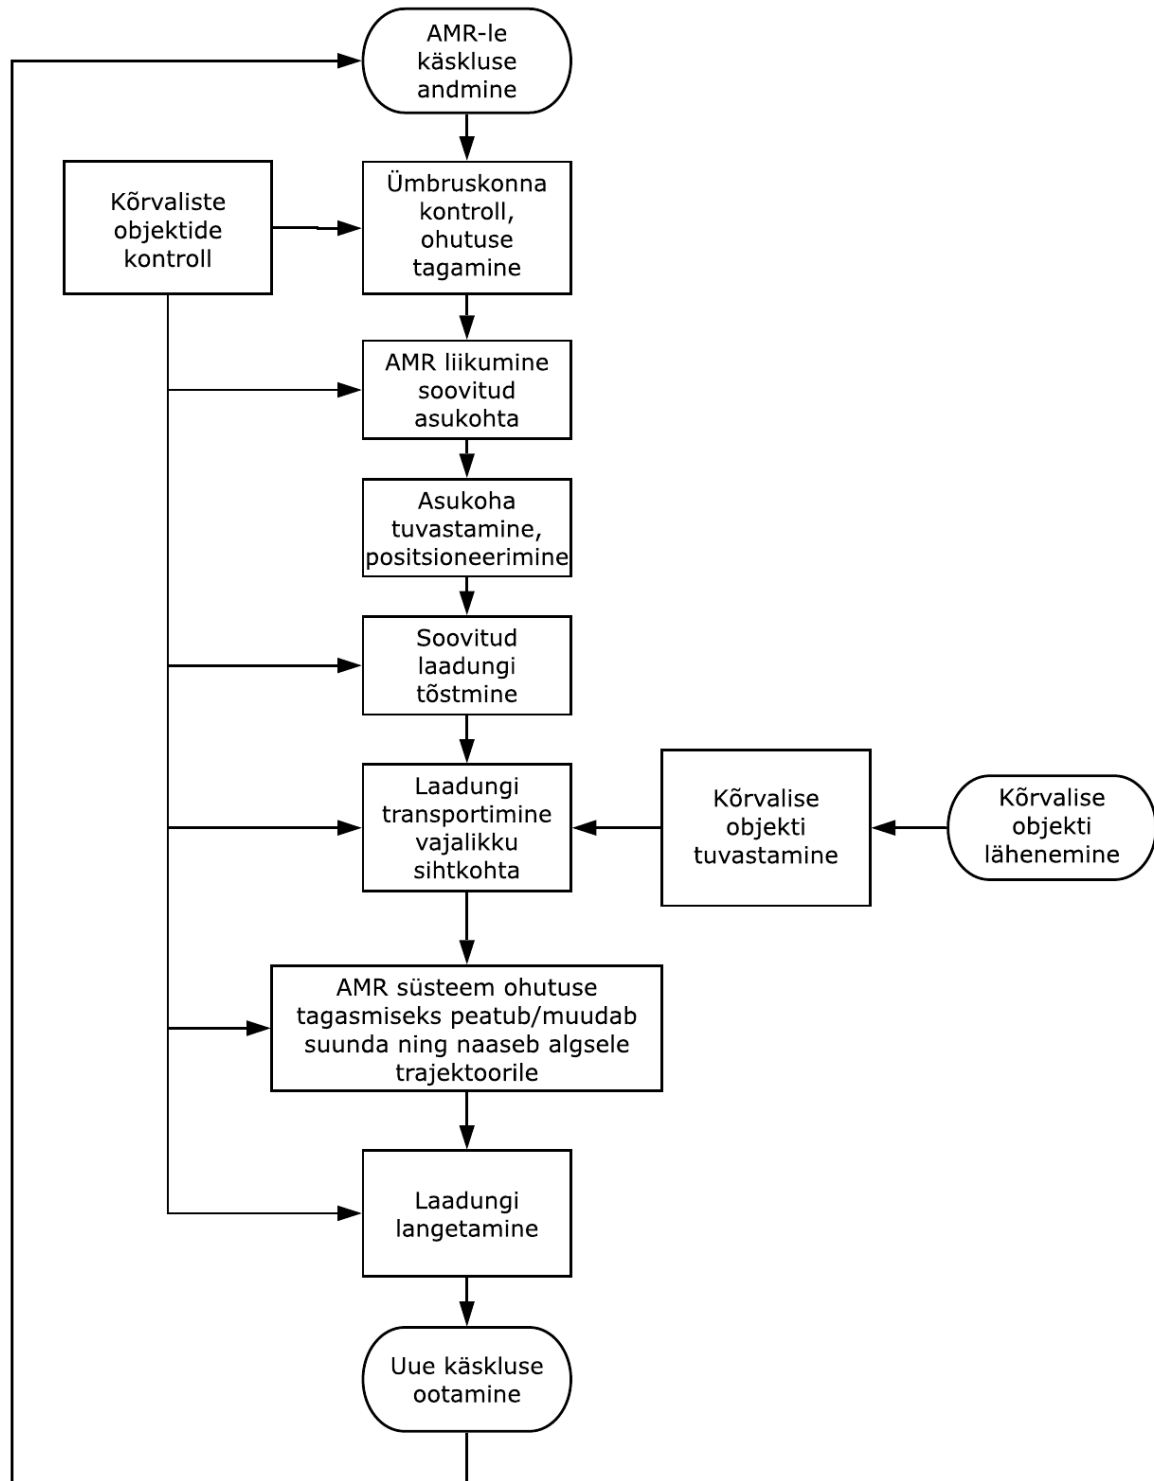 AMR-le
käskluse
andmine
Kõrvaliste
objektide
kontroll
Ümbruskonna
kontroll,
ohutuse
tagamine
AMR liikumine
soovitud
asukohta
Asukoha
tuvastamine,
positsioneerimine
Soovitud
laadungi
tõstmine
Laadungi
transportimine
vajalikku
sihtkohta
Kõrvalise
objekti
tuvastamine
Kõrvalise
objekti
lähenemine
AMR süsteem ohutuse
tagasmiseks peatub/muudab
suunda ning naaseb algsele
trajektoorile
Laadungi
langetamine
Uue käskluse
ootamine